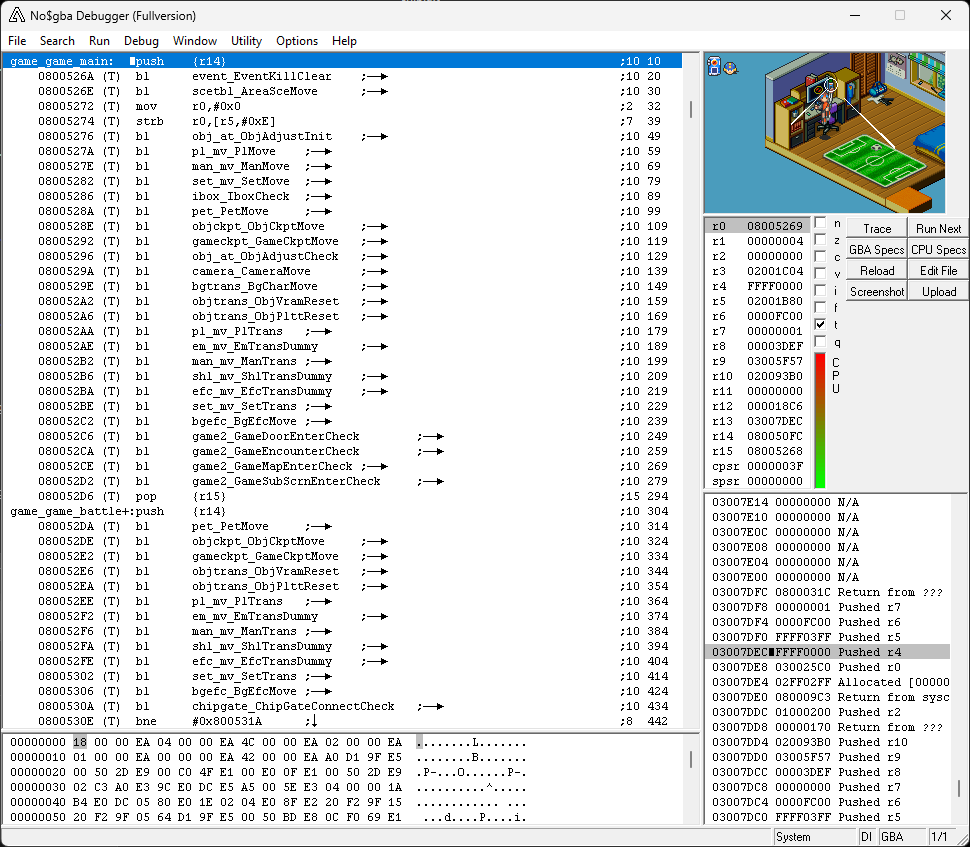 No$gba Debugger (Fullversion)
File Search Run Debug Window Utility Options Help
game_game_main: push {r14} ;10 10
0800526A (T) bl event_EventKillClear ;10 20
0800526E (T) bl scetbl_AreaSceMove ;10 30
08005272 (T) mov r0,#0x0 ;2 32
08005274 (T) strb r0,[r5,#0xE] ;7 39
08005276 (T) bl obj_at_ObjAdjustInit ;10 49
0800527A (T) bl pl_mv_PlMove ;10 59
0800527E (T) bl man_mv_ManMove ;10 69
08005282 (T) bl set_mv_SetMove ;10 79
08005286 (T) bl ibox_IboxCheck ;10 89
0800528A (T) bl pet_PetMove ;10 99
0800528E (T) bl objckpt_ObjCkptMove ;10 109
08005292 (T) bl gameckpt_GameCkptMove ;10 119
08005296 (T) bl obj_at_ObjAdjustCheck ;10 129
0800529A (T) bl camera_CameraMove ;10 139
0800529E (T) bl bgtrans_BgCharMove ;10 149
080052A2 (T) bl objtrans_ObjVramReset ;10 159
080052A6 (T) bl objtrans_ObjPlttReset ;10 169
080052AA (T) bl pl_mv_PlTrans ;10 179
080052AE (T) bl em_mv_EmTransDummy ;10 189
080052B2 (T) bl man_mv_ManTrans ;10 199
080052B6 (T) bl shl_mv_ShlTransDummy ;10 209
080052BA (T) bl efc_mv_EfcTransDummy ;10 219
080052BE (T) bl set_mv_SetTrans ;10 229
080052C2 (T) bl bgefc_BgEfcMove ;10 239
080052C6 (T) bl game2_GameDoorEnterCheck ;10 249
080052CA (T) bl game2_GameEncounterCheck ;10 259
080052CE (T) bl game2_GameMapEnterCheck ;10 269
080052D2 (T) bl game2_GameSubScrnEnterCheck ;10 279
080052D6 (T) pop {r15} ;15 294
game_game_battle+:push {r14} ;10 304
080052DA (T) bl pet_PetMove ;10 314
080052DE (T) bl objckpt_ObjCkptMove ;10 324
080052E2 (T) bl gameckpt_GameCkptMove ;10 334
080052E6 (T) bl objtrans_ObjVramReset ;10 344
080052EA (T) bl objtrans_ObjPlttReset ;10 354
080052EE (T) bl pl_mv_PlTrans ;10 364
080052F2 (T) bl em_mv_EmTransDummy ;10 374
080052F6 (T) bl man_mv_ManTrans ;10 384
080052FA (T) bl shl_mv_ShlTransDummy ;10 394
080052FE (T) bl efc_mv_EfcTransDummy ;10 404
08005302 (T) bl set_mv_SetTrans ;10 414
08005306 (T) bl bgefc_BgEfcMove ;10 424
0800530A (T) bl chipgate_ChipGateConnectCheck ;10 434
0800530E (T) bne #0x800531A ;↓ ;8 442
r0 08005269 n
r1 00000004 z
r2 00000000 c
r3 02001C04 v
r4 FFFF0000 i
r5 02001B80 f
r6 0000FC00 t
r7 00000001 q
r8 00003DEF
r9 03005F57
r10 020093B0
r11 00000000
r12 000018C6
r13 03007DEC
r14 080050FC
r15 08005268
cpsr 0000003F
spsr 00000000
C
P
U
Trace Run Next
GBA Specs CPU Specs
Reload Edit File
Screenshot Upload
03007E14 00000000 N/A
03007E10 00000000 N/A
03007E0C 00000000 N/A
03007E08 00000000 N/A
03007E04 00000000 N/A
03007E00 00000000 N/A
03007DFC 0800031C Return from ???
03007DF8 00000001 Pushed r7
03007DF4 0000FC00 Pushed r6
03007DF0 FFFF03FF Pushed r5
03007DEC FFFF0000 Pushed r4
03007DE8 030025C0 Pushed r0
03007DE4 02FF02FF Allocated [00000
03007DE0 080009C3 Return from sysc
03007DDC 01000200 Pushed r2
03007DD8 00000170 Return from ???
03007DD4 020093B0 Pushed r10
03007DD0 03005F57 Pushed r9
03007DCC 00003DEF Pushed r8
03007DC8 00000001 Pushed r7
03007DC4 0000FC00 Pushed r6
03007DC0 FFFF03FF Pushed r5
00000000 18 00 00 EA 04 00 00 EA 4C 00 00 EA 02 00 00 EA ........L.......
00000010 01 00 00 EA 00 00 00 EA 42 00 00 EA A0 D1 9F E5 ........B.......
00000020 00 50 2D E9 00 C0 4F E1 00 E0 0F E1 00 50 2D E9 .P-...O......P-.
00000030 02 C3 A0 E3 9C E0 DC E5 A5 00 5E E3 04 00 00 1A ..........^.....
00000040 B4 E0 DC 05 80 E0 1E 02 04 E0 8F E2 20 F2 9F 15
00000050 20 F2 9F 05 64 D1 9F E5 00 50 BD E8 0C F0 69 E1 ...d....P....i.
System DI GBA 1/1